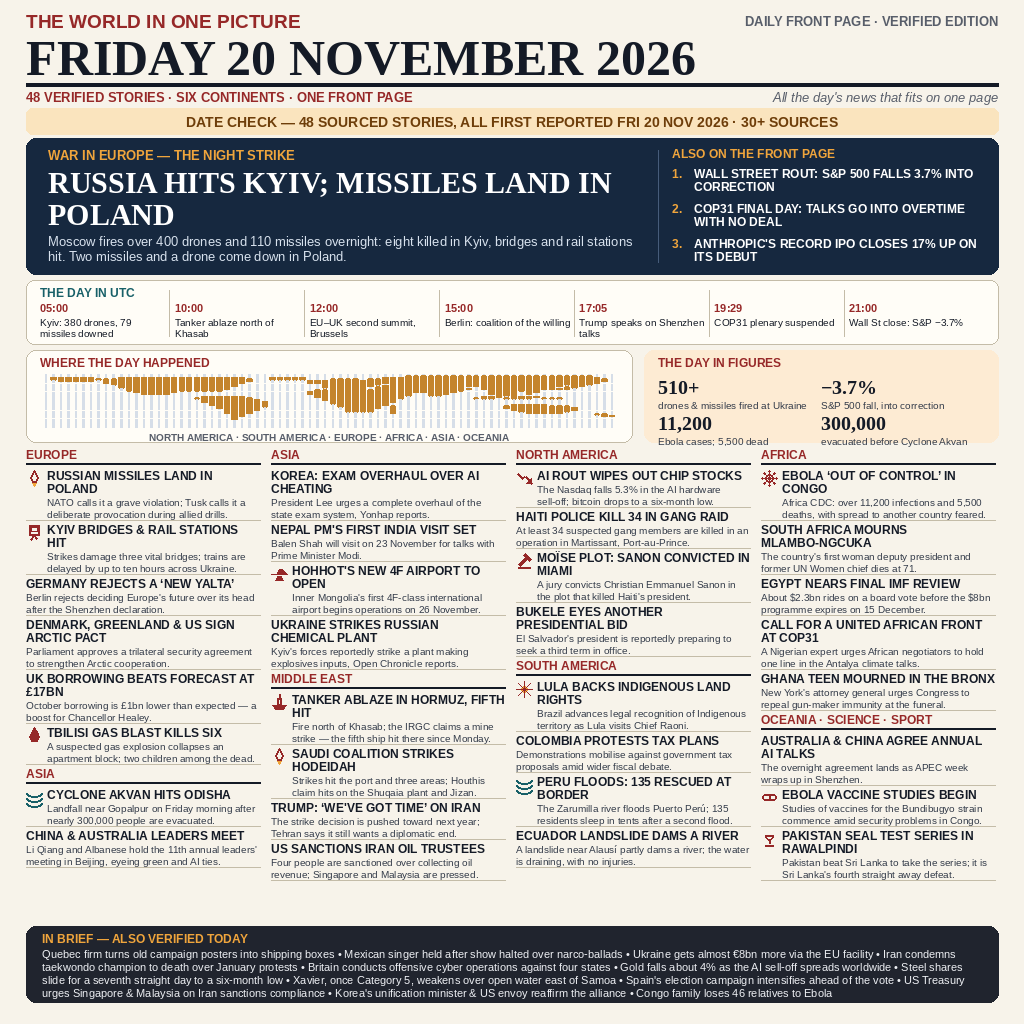 THE WORLD IN ONE PICTURE
DAILY FRONT PAGE · VERIFIED EDITION
FRIDAY 20 NOVEMBER 2026
48 VERIFIED STORIES · SIX CONTINENTS · ONE FRONT PAGE
All the day's news that fits on one page
DATE CHECK — 48 SOURCED STORIES, ALL FIRST REPORTED FRI 20 NOV 2026 · 30+ SOURCES
WAR IN EUROPE — THE NIGHT STRIKE
RUSSIA HITS KYIV; MISSILES LAND IN
POLAND
Moscow fires over 400 drones and 110 missiles overnight: eight killed in Kyiv, bridges and rail stations
hit. Two missiles and a drone come down in Poland.
ALSO ON THE FRONT PAGE
1. WALL STREET ROUT: S&P 500 FALLS 3.7% INTO
CORRECTION
2. COP31 FINAL DAY: TALKS GO INTO OVERTIME
WITH NO DEAL
3. ANTHROPIC'S RECORD IPO CLOSES 17% UP ON
ITS DEBUT
THE DAY IN UTC
05:00
Kyiv: 380 drones, 79
missiles downed
10:00
Tanker ablaze north of
Khasab
12:00
EU–UK second summit,
Brussels
15:00
Berlin: coalition of the willing
17:05
Trump speaks on Shenzhen
talks
19:29
COP31 plenary suspended
21:00
Wall St close: S&P −3.7%
WHERE THE DAY HAPPENED
NORTH AMERICA · SOUTH AMERICA · EUROPE · AFRICA · ASIA · OCEANIA
THE DAY IN FIGURES
510+
drones & missiles fired at Ukraine
−3.7%
S&P 500 fall, into correction
11,200
Ebola cases; 5,500 dead
300,000
evacuated before Cyclone Akvan
EUROPE
RUSSIAN MISSILES LAND IN
POLAND
NATO calls it a grave violation; Tusk calls it a
deliberate provocation during allied drills.
KYIV BRIDGES & RAIL STATIONS
HIT
Strikes damage three vital bridges; trains are
delayed by up to ten hours across Ukraine.
GERMANY REJECTS A ‘NEW YALTA’
Berlin rejects deciding Europe's future over its head
after the Shenzhen declaration.
DENMARK, GREENLAND & US SIGN
ARCTIC PACT
Parliament approves a trilateral security agreement
to strengthen Arctic cooperation.
UK BORROWING BEATS FORECAST AT
£17BN
October borrowing is £1bn lower than expected — a
boost for Chancellor Healey.
TBILISI GAS BLAST KILLS SIX
A suspected gas explosion collapses an
apartment block; two children among the dead.
ASIA
CYCLONE AKVAN HITS ODISHA
Landfall near Gopalpur on Friday morning after
nearly 300,000 people are evacuated.
CHINA & AUSTRALIA LEADERS MEET
Li Qiang and Albanese hold the 11th annual leaders'
meeting in Beijing, eyeing green and AI ties.
ASIA
KOREA: EXAM OVERHAUL OVER AI
CHEATING
President Lee urges a complete overhaul of the
state exam system, Yonhap reports.
NEPAL PM'S FIRST INDIA VISIT SET
Balen Shah will visit on 23 November for talks with
Prime Minister Modi.
HOHHOT'S NEW 4F AIRPORT TO
OPEN
Inner Mongolia's first 4F-class international
airport begins operations on 26 November.
UKRAINE STRIKES RUSSIAN
CHEMICAL PLANT
Kyiv's forces reportedly strike a plant making
explosives inputs, Open Chronicle reports.
MIDDLE EAST
TANKER ABLAZE IN HORMUZ, FIFTH
HIT
Fire north of Khasab; the IRGC claims a mine
strike — the fifth ship hit there since Monday.
SAUDI COALITION STRIKES
HODEIDAH
Strikes hit the port and three areas; Houthis
claim hits on the Shuqaia plant and Jizan.
TRUMP: ‘WE'VE GOT TIME’ ON IRAN
The strike decision is pushed toward next year;
Tehran says it still wants a diplomatic end.
US SANCTIONS IRAN OIL TRUSTEES
Four people are sanctioned over collecting oil
revenue; Singapore and Malaysia are pressed.
NORTH AMERICA
AI ROUT WIPES OUT CHIP STOCKS
The Nasdaq falls 5.3% in the AI hardware
sell-off; bitcoin drops to a six-month low.
HAITI POLICE KILL 34 IN GANG RAID
At least 34 suspected gang members are killed in an
operation in Martissant, Port-au-Prince.
MOÏSE PLOT: SANON CONVICTED IN
MIAMI
A jury convicts Christian Emmanuel Sanon in
the plot that killed Haiti's president.
BUKELE EYES ANOTHER
PRESIDENTIAL BID
El Salvador's president is reportedly preparing to
seek a third term in office.
SOUTH AMERICA
LULA BACKS INDIGENOUS LAND
RIGHTS
Brazil advances legal recognition of Indigenous
territory as Lula visits Chief Raoni.
COLOMBIA PROTESTS TAX PLANS
Demonstrations mobilise against government tax
proposals amid wider fiscal debate.
PERU FLOODS: 135 RESCUED AT
BORDER
The Zarumilla river floods Puerto Perú; 135
residents sleep in tents after a second flood.
ECUADOR LANDSLIDE DAMS A RIVER
A landslide near Alausí partly dams a river; the water
is draining, with no injuries.
AFRICA
EBOLA ‘OUT OF CONTROL’ IN
CONGO
Africa CDC: over 11,200 infections and 5,500
deaths, with spread to another country feared.
SOUTH AFRICA MOURNS
MLAMBO-NGCUKA
The country's first woman deputy president and
former UN Women chief dies at 71.
EGYPT NEARS FINAL IMF REVIEW
About $2.3bn rides on a board vote before the $8bn
programme expires on 15 December.
CALL FOR A UNITED AFRICAN FRONT
AT COP31
A Nigerian expert urges African negotiators to hold
one line in the Antalya climate talks.
GHANA TEEN MOURNED IN THE BRONX
New York's attorney general urges Congress to
repeal gun-maker immunity at the funeral.
OCEANIA · SCIENCE · SPORT
AUSTRALIA & CHINA AGREE ANNUAL
AI TALKS
The overnight agreement lands as APEC week
wraps up in Shenzhen.
EBOLA VACCINE STUDIES BEGIN
Studies of vaccines for the Bundibugyo strain
commence amid security problems in Congo.
PAKISTAN SEAL TEST SERIES IN
RAWALPINDI
Pakistan beat Sri Lanka to take the series; it is
Sri Lanka's fourth straight away defeat.
IN BRIEF — ALSO VERIFIED TODAY
Quebec firm turns old campaign posters into shipping boxes • Mexican singer held after show halted over narco-ballads • Ukraine gets almost €8bn more via the EU facility • Iran condemns
taekwondo champion to death over January protests • Britain conducts offensive cyber operations against four states • Gold falls about 4% as the AI sell-off spreads worldwide • Steel shares
slide for a seventh straight day to a six-month low • Xavier, once Category 5, weakens over open water east of Samoa • Spain's election campaign intensifies ahead of the vote • US Treasury
urges Singapore & Malaysia on Iran sanctions compliance • Korea's unification minister & US envoy reaffirm the alliance • Congo family loses 46 relatives to Ebola